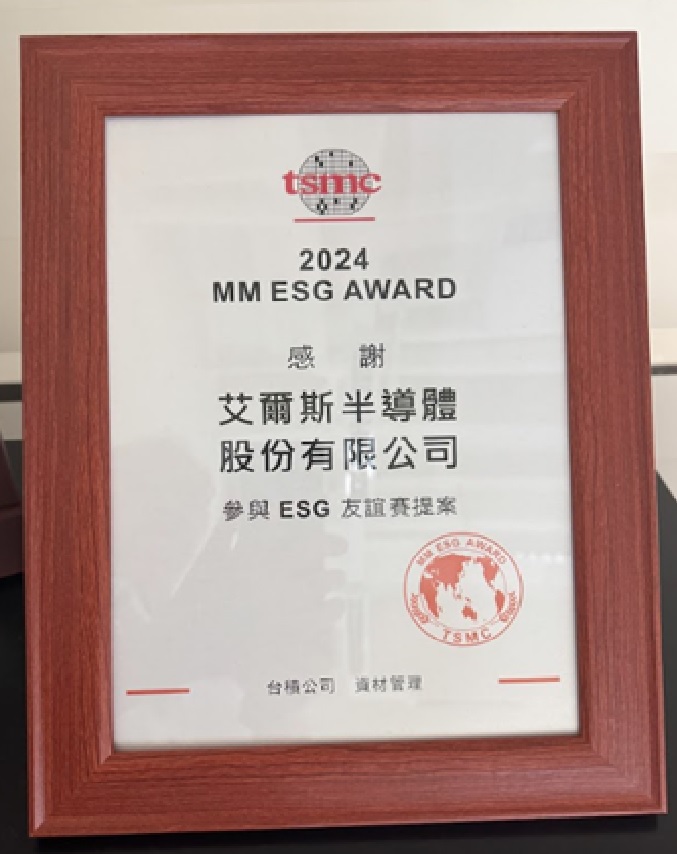 tsmc
2024
MM ESG AWARD
感 謝
艾爾斯半導體
股份有限公司
參與 ESG 友誼賽提案
MM ESG AWARD
TSMC
台積公司 資材管理